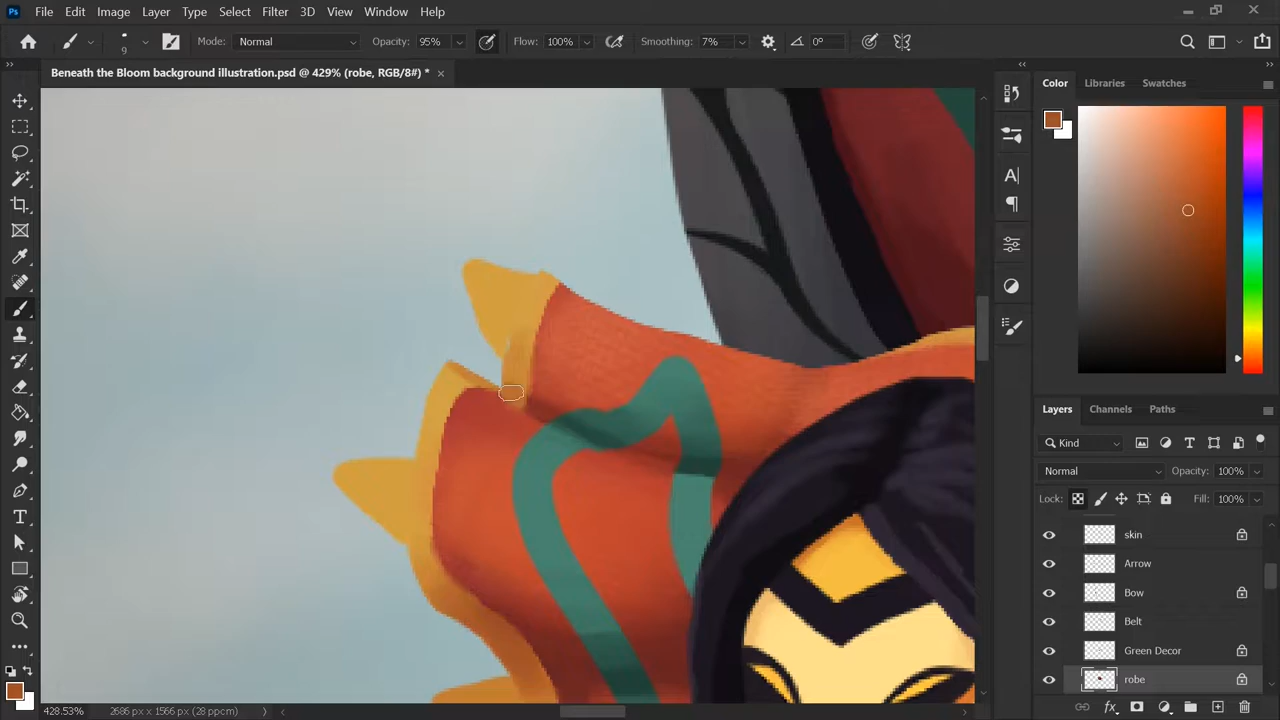 Ps File Edit Image Layer Type Select Filter 3D View Window Help
9 Mode: Normal Opacity: 95% Flow: 100% Smoothing: 7% 0°
Beneath the Bloom background illustration.psd @ 429% (robe, RGB/8#) * ×
Color Libraries Swatches
Layers Channels Paths
Kind
Normal Opacity: 100%
Lock: Fill: 100%
skin
Arrow
Bow
Belt
Green Decor
robe
428.53% 2686 px x 1566 px (28 ppcm)